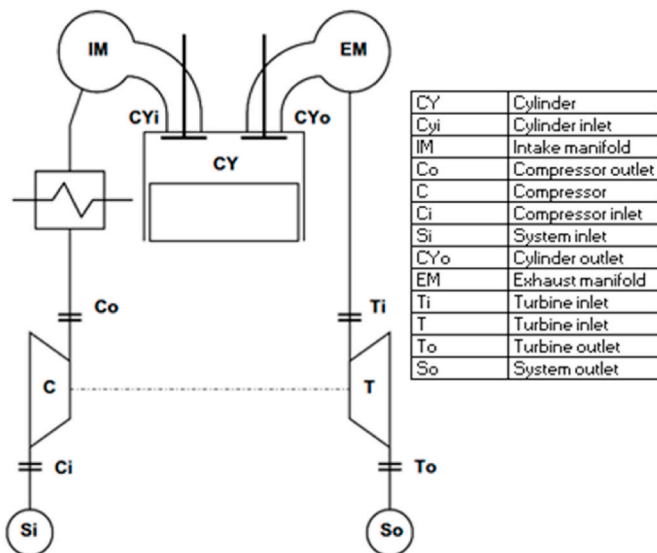 IM
EM
CYi
CYo
CY
Co
Ti
C
T
Ci
To
Si
So
CY Cylinder
Cyi Cylinder inlet
IM Intake manifold
Co Compressor outlet
C Compressor
Ci Compressor inlet
Si System inlet
CYo Cylinder outlet
EM Exhaust manifold
Ti Turbine inlet
T Turbine inlet
To Turbine outlet
So System outlet